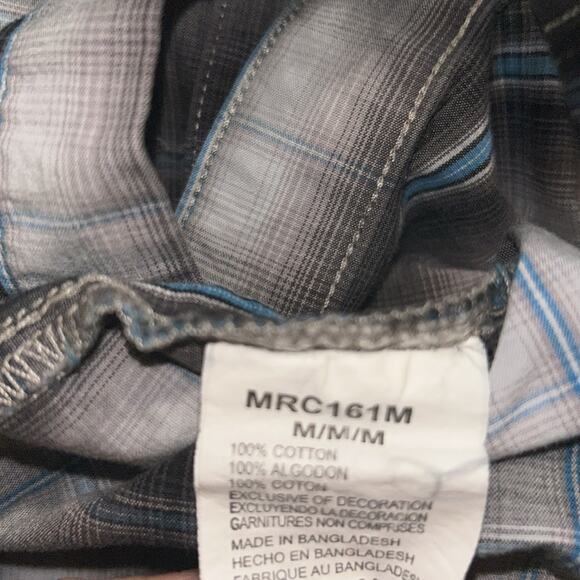 MRC161M
M/M/M
100% COTTON
100% ALGODON
100% COTON
EXCLUSIVE OF DECORATION
EXCLUYENDO LA DECORACION
GARNITURES NON COMPRISES
MADE IN BANGLADESH
HECHO EN BANGLADESH
FABRIQUE AU BANGLADESH